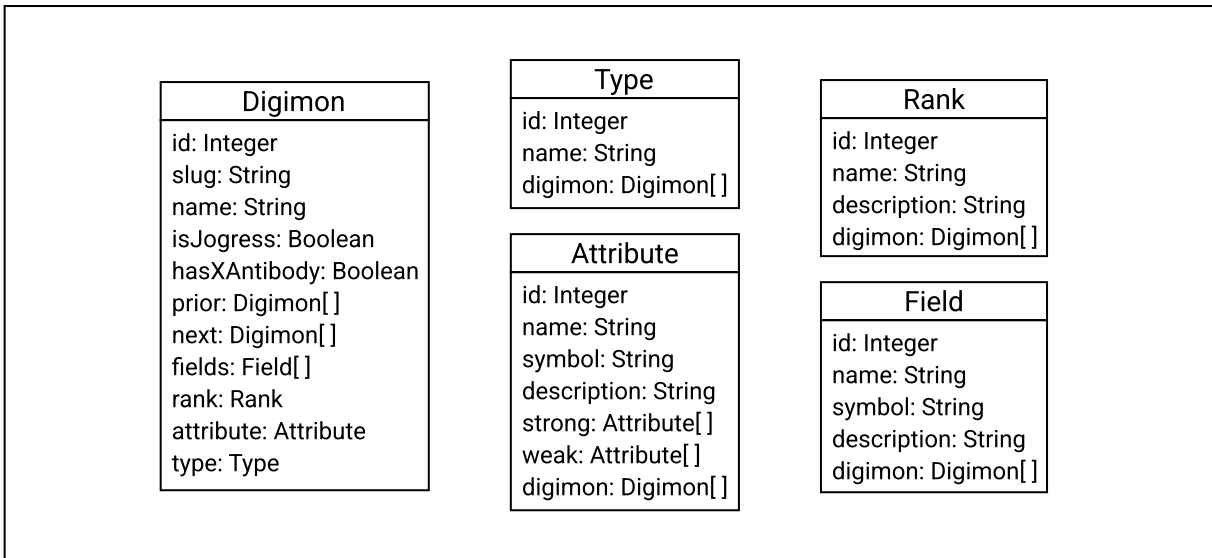 Digimon
id: Integer
slug: String
name: String
isJogress: Boolean
hasXAntibody: Boolean
prior: Digimon[ ]
next: Digimon[ ]
fields: Field[ ]
rank: Rank
attribute: Attribute
type: Type
Type
id: Integer
name: String
digimon: Digimon[ ]
Attribute
id: Integer
name: String
symbol: String
description: String
strong: Attribute[ ]
weak: Attribute[ ]
digimon: Digimon[ ]
Rank
id: Integer
name: String
description: String
digimon: Digimon[ ]
Field
id: Integer
name: String
symbol: String
description: String
digimon: Digimon[ ]